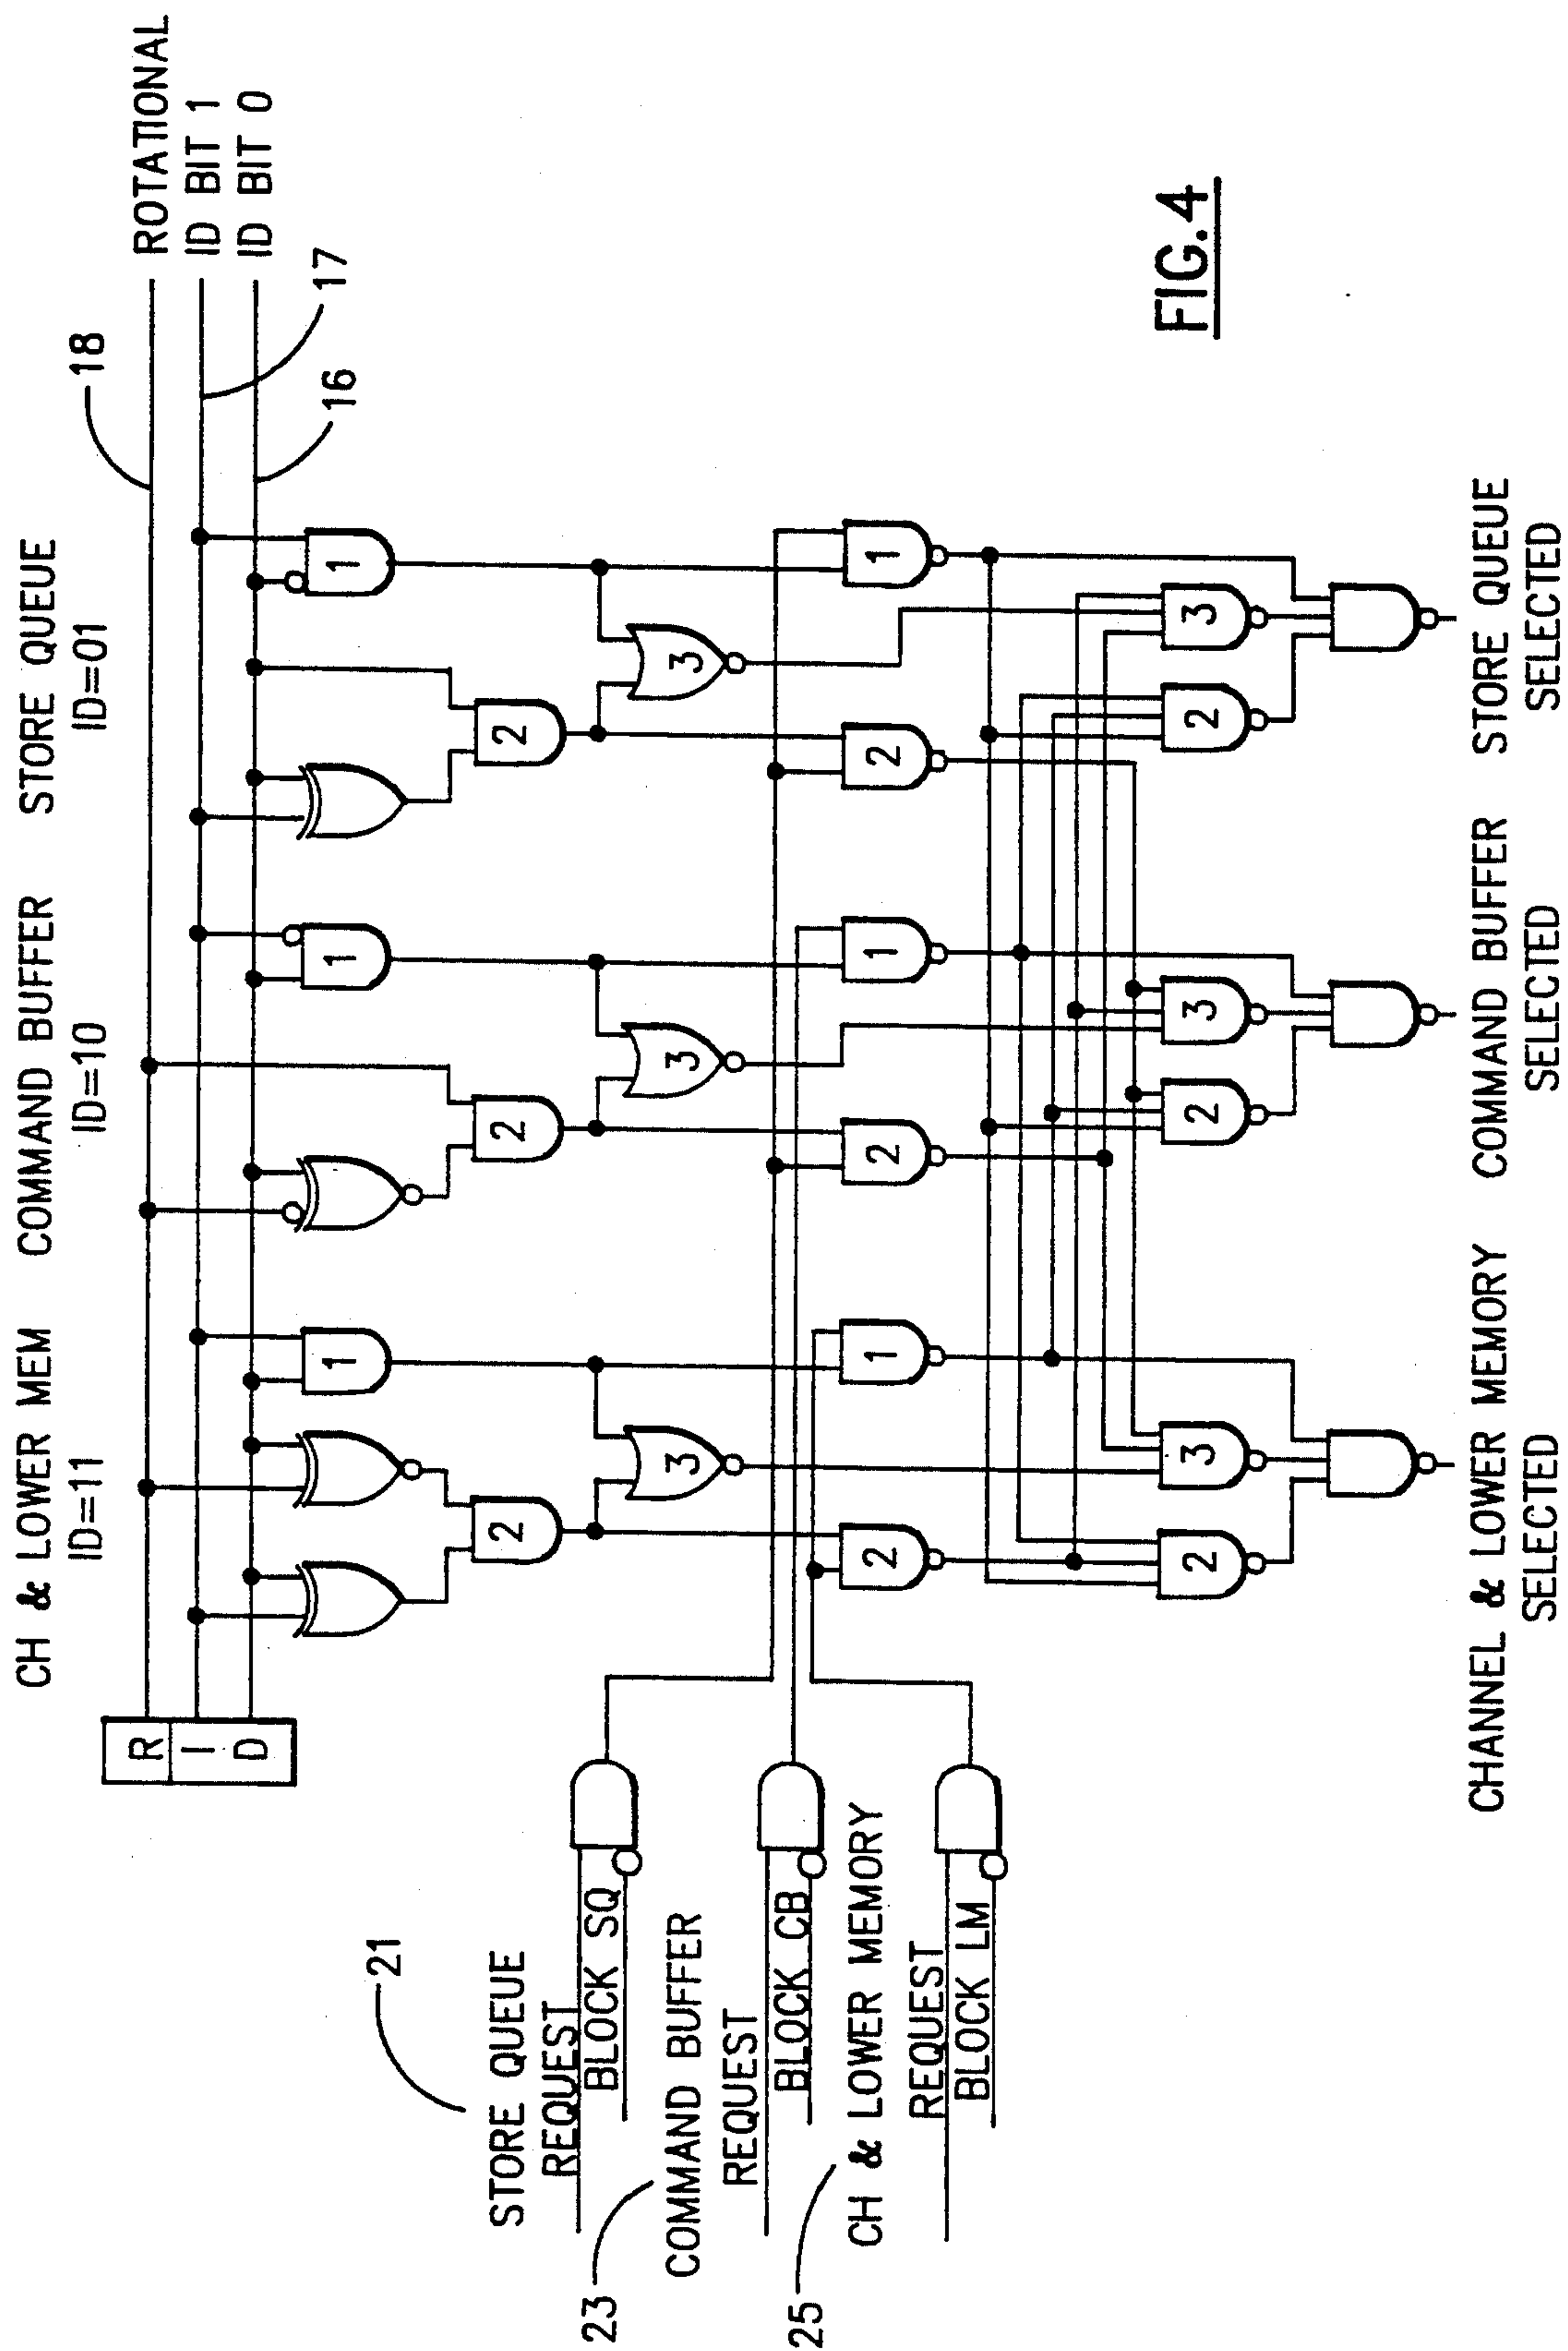 CH & LOWER MEM COMMAND BUFFER STORE QUEUE
ID=11 ID=10 ID=01
18
R ROTATIONAL
I ID BIT 1
D ID BIT 0
17
16
1 1 1
21
2 2 2
STORE QUEUE
REQUEST
BLOCK SQ
23
3 3 3
COMMAND BUFFER
REQUEST
BLOCK CB
25
CH & LOWER MEMORY
REQUEST
BLOCK LM
2 1 2 1 2 1
2 3 2 3 2 3
FIG.4
CHANNEL & LOWER MEMORY COMMAND BUFFER STORE QUEUE
SELECTED SELECTED SELECTED